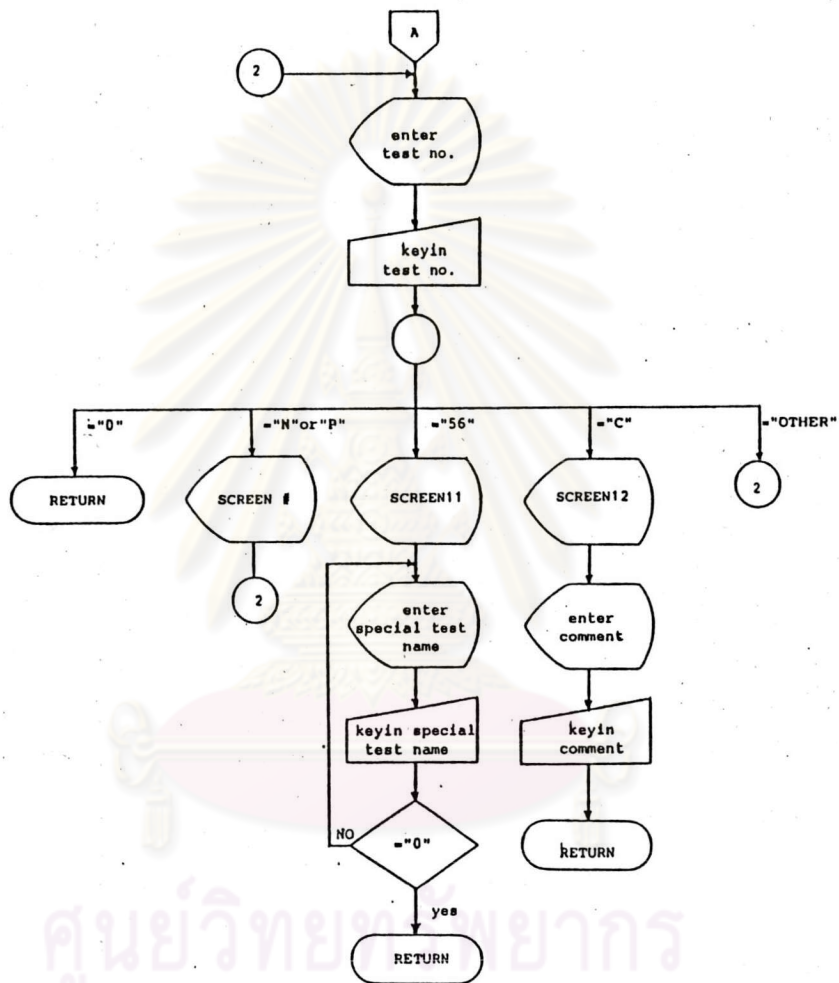 A
2
enter
test no.
keyin
test no.
="0"
="N"or"P"
="56"
="C"
="OTHER"
RETURN
SCREEN #
SCREEN11
SCREEN12
2
2
enter
special test
name
enter
comment
keyin special
test name
keyin
comment
NO
="0"
RETURN
yes
RETURN
ศูนย์วิทยทรัพยากร